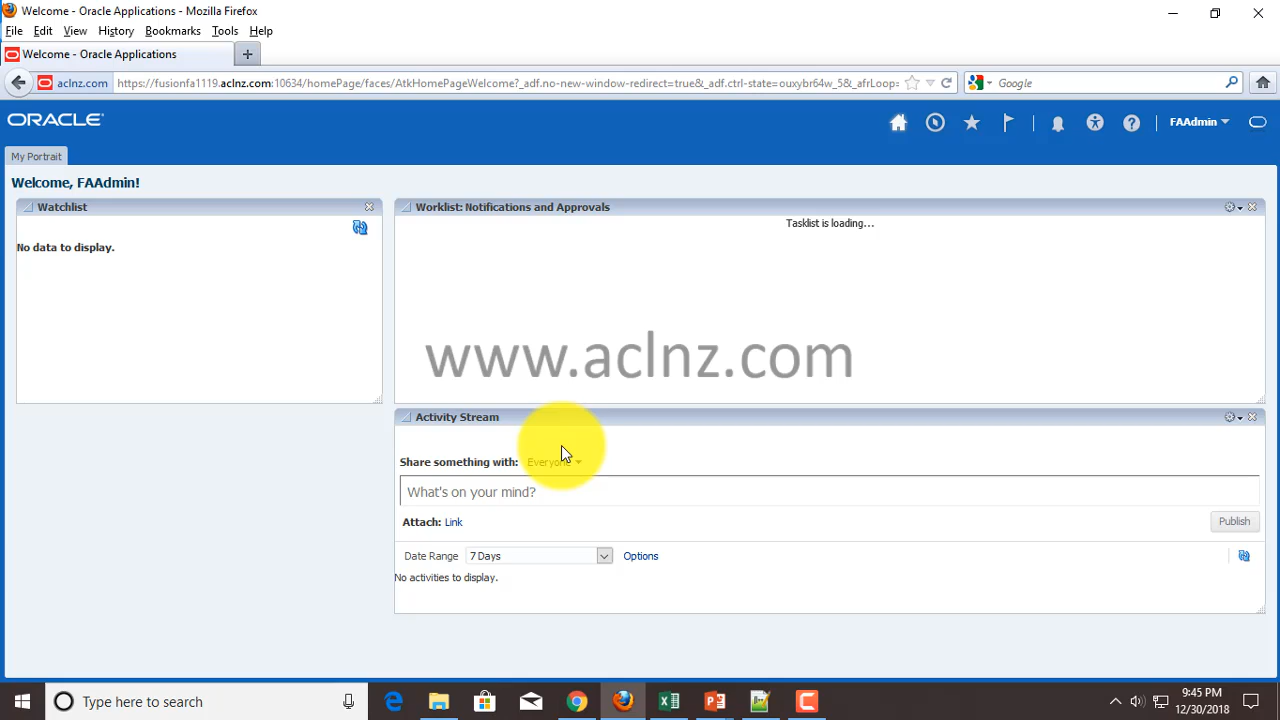 Welcome - Oracle Applications - Mozilla Firefox
File Edit View History Bookmarks Tools Help
Welcome - Oracle Applications
aclnz.com https://fusionfa1119.aclnz.com:10634/homePage/faces/AtkHomePageWelcome?_adf.no-new-window-redirect=true&_adf.ctrl-state=ouxybr64w_5&_afrLoop= Google
ORACLE FAAdmin
My Portrait
Welcome, FAAdmin!
Watchlist
No data to display.
Worklist: Notifications and Approvals
Tasklist is loading...
www.aclnz.com
Activity Stream
Share something with: Everyone
What's on your mind?
Attach: Link Publish
Date Range 7 Days Options
No activities to display.
Type here to search
9:45 PM
12/30/2018